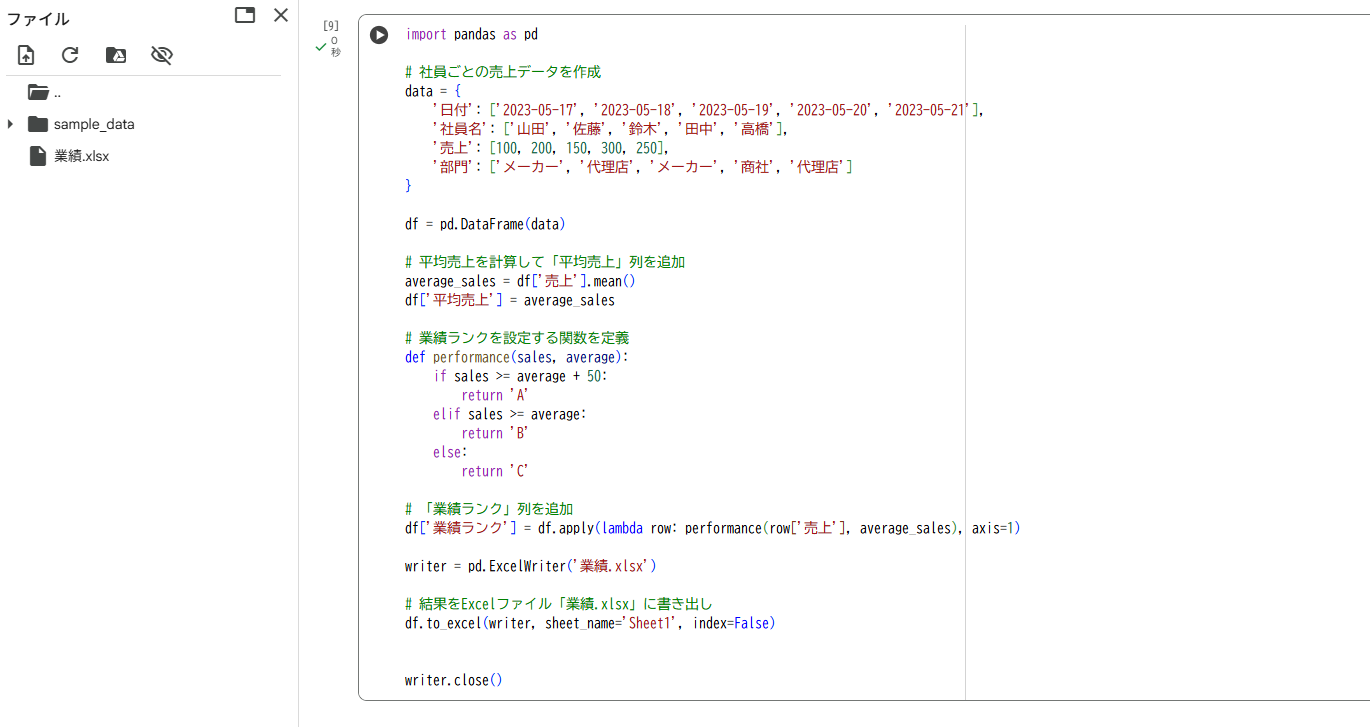 ファイル
..
sample_data
業績.xlsx
[9]
0
秒
import pandas as pd
# 社員ごとの売上データを作成
data = {
    '日付': ['2023-05-17', '2023-05-18', '2023-05-19', '2023-05-20', '2023-05-21'],
    '社員名': ['山田', '佐藤', '鈴木', '田中', '高橋'],
    '売上': [100, 200, 150, 300, 250],
    '部門': ['メーカー', '代理店', 'メーカー', '商社', '代理店']
}
df = pd.DataFrame(data)
# 平均売上を計算して「平均売上」列を追加
average_sales = df['売上'].mean()
df['平均売上'] = average_sales
# 業績ランクを設定する関数を定義
def performance(sales, average):
    if sales >= average + 50:
        return 'A'
    elif sales >= average:
        return 'B'
    else:
        return 'C'
# 「業績ランク」列を追加
df['業績ランク'] = df.apply(lambda row: performance(row['売上'], average_sales), axis=1)
writer = pd.ExcelWriter('業績.xlsx')
# 結果をExcelファイル「業績.xlsx」に書き出し
df.to_excel(writer, sheet_name='Sheet1', index=False)
writer.close()